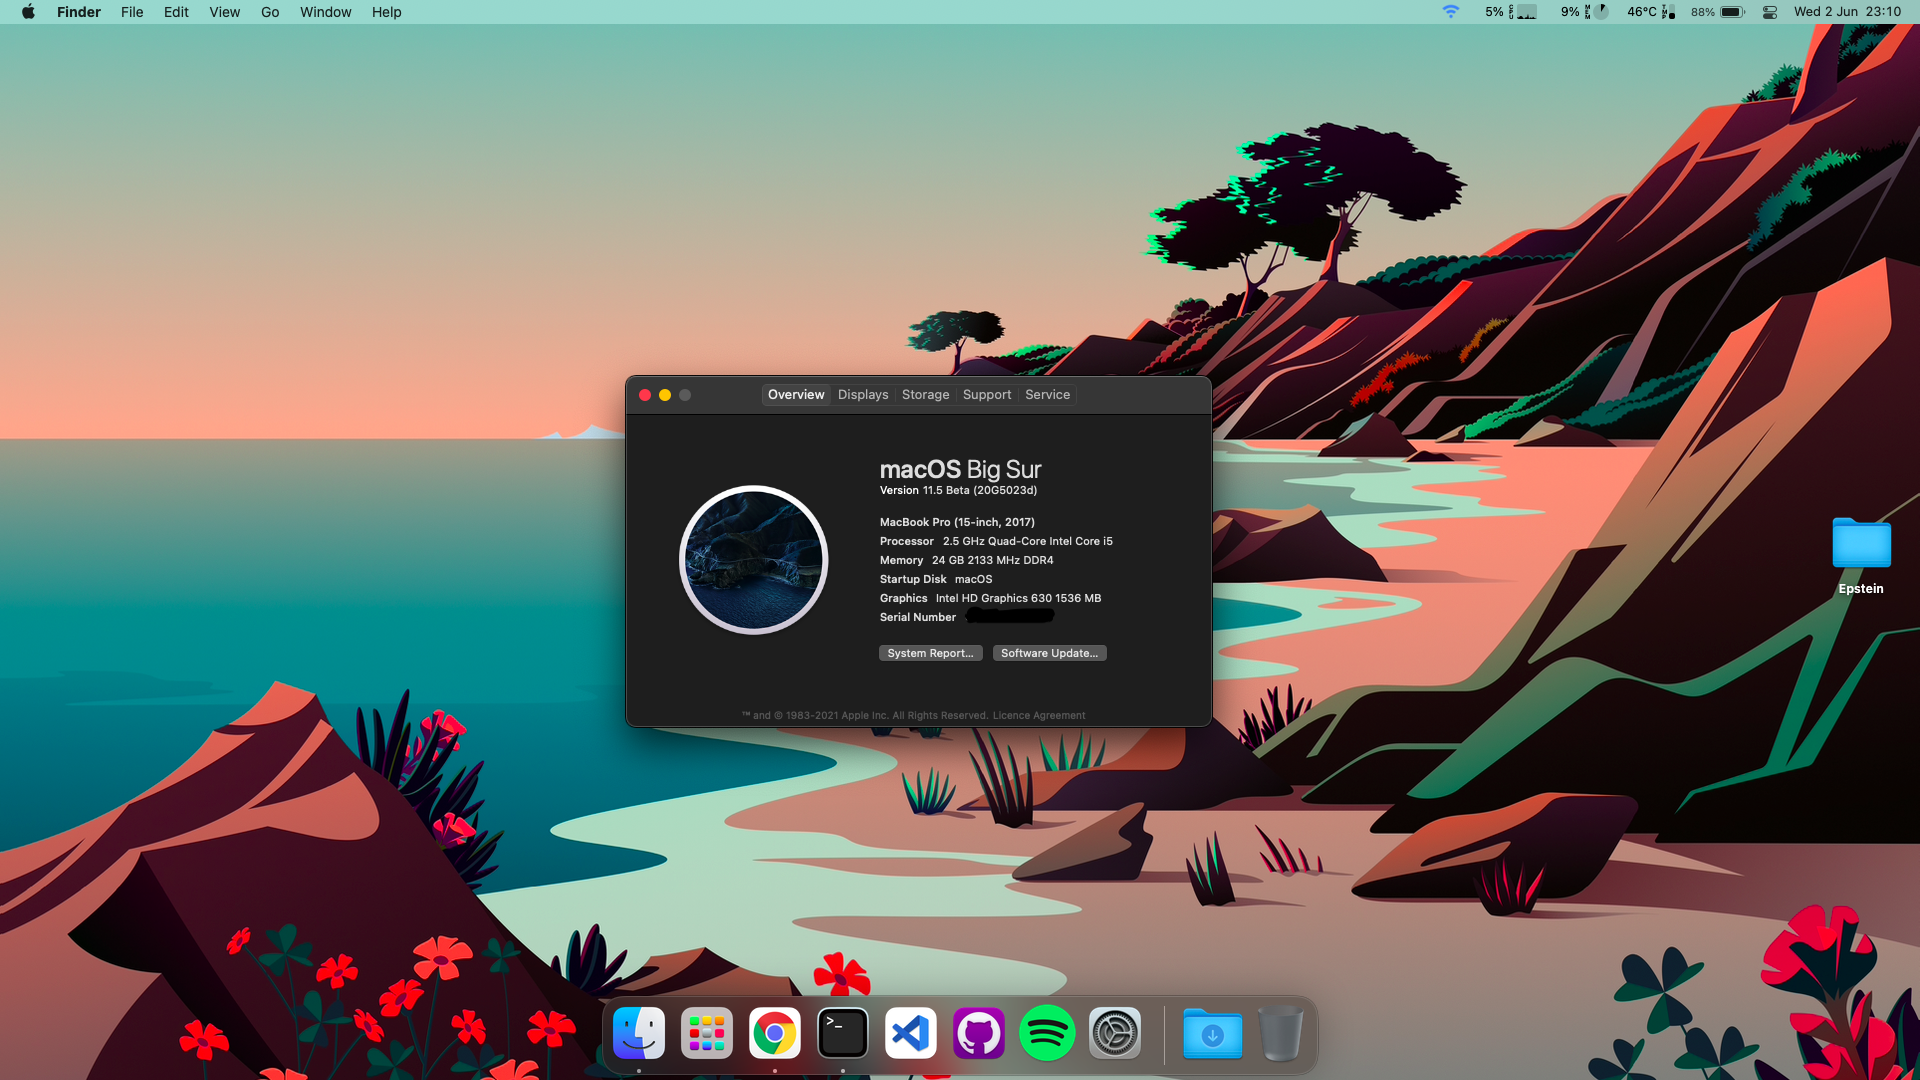 Finder File Edit View Go Window Help
5% CPU 9% MEM 46°C TMP 88% Wed 2 Jun 23:10
Overview Displays Storage Support Service
macOS Big Sur
Version 11.5 Beta (20G5023d)
MacBook Pro (15-inch, 2017)
Processor 2.5 GHz Quad-Core Intel Core i5
Memory 24 GB 2133 MHz DDR4
Startup Disk macOS
Graphics Intel HD Graphics 630 1536 MB
Serial Number
System Report... Software Update...
™ and © 1983-2021 Apple Inc. All Rights Reserved. Licence Agreement
Epstein
>_